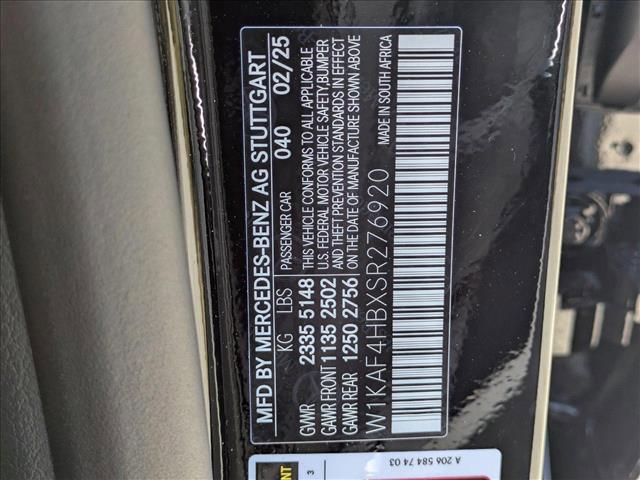 MFD BY MERCEDES-BENZ AG STUTTGART
KG LBS PASSENGER CAR 040 02/25
GVWR 2335 5148 THIS VEHICLE CONFORMS TO ALL APPLICABLE
GAWR FRONT 1135 2502 U.S. FEDERAL MOTOR VEHICLE SAFETY,BUMPER
GAWR REAR 1250 2756 AND THEFT PREVENTION STANDARDS IN EFFECT
ON THE DATE OF MANUFACTURE SHOWN ABOVE
W1KAF4HBXSR276920
MADE IN SOUTH AFRICA
A 206 584 74 03
3